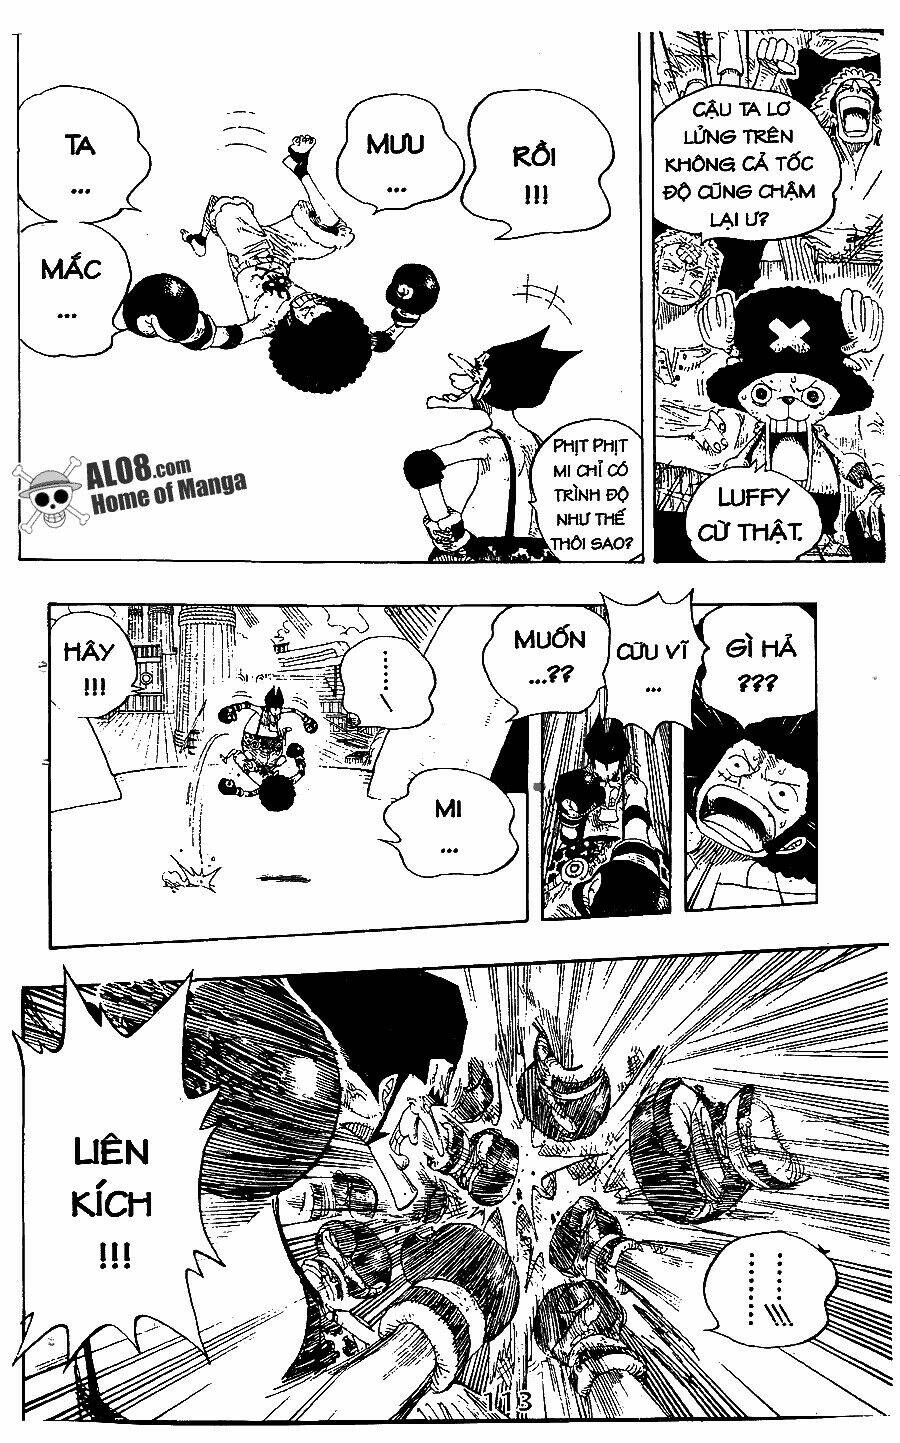 CẬU TA LƠ
LỬNG TRÊN
KHÔNG CẢ TỐC
ĐỘ CŨNG CHẬM
LẠI Ư?
LUFFY
CỪ THẬT.
RỒI
!!!
MƯU
...
TA
...
MẮC
...
PHỊT PHỊT
MI CHỈ CÓ
TRÌNH ĐỘ
NHƯ THẾ
THÔI SAO?
AL08.com
Home of Manga
GÌ HẢ
???
CỬU VĨ
...
MUỐN
...??
MI
...
HÂY
!!!
LIÊN
KÍCH
!!!
113